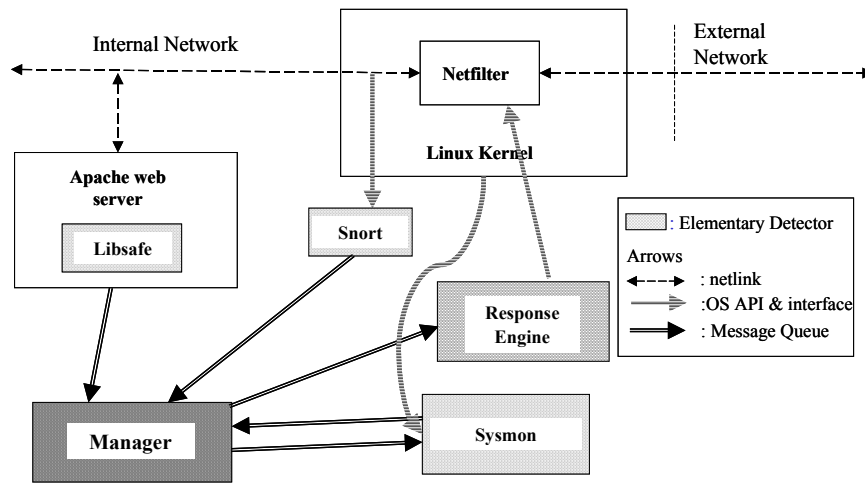 Internal Network
External
Network
Netfilter
Linux Kernel
Apache web
server
Libsafe
Snort
Response
Engine
Manager
Sysmon
: Elementary Detector
Arrows
: netlink
:OS API & interface
: Message Queue